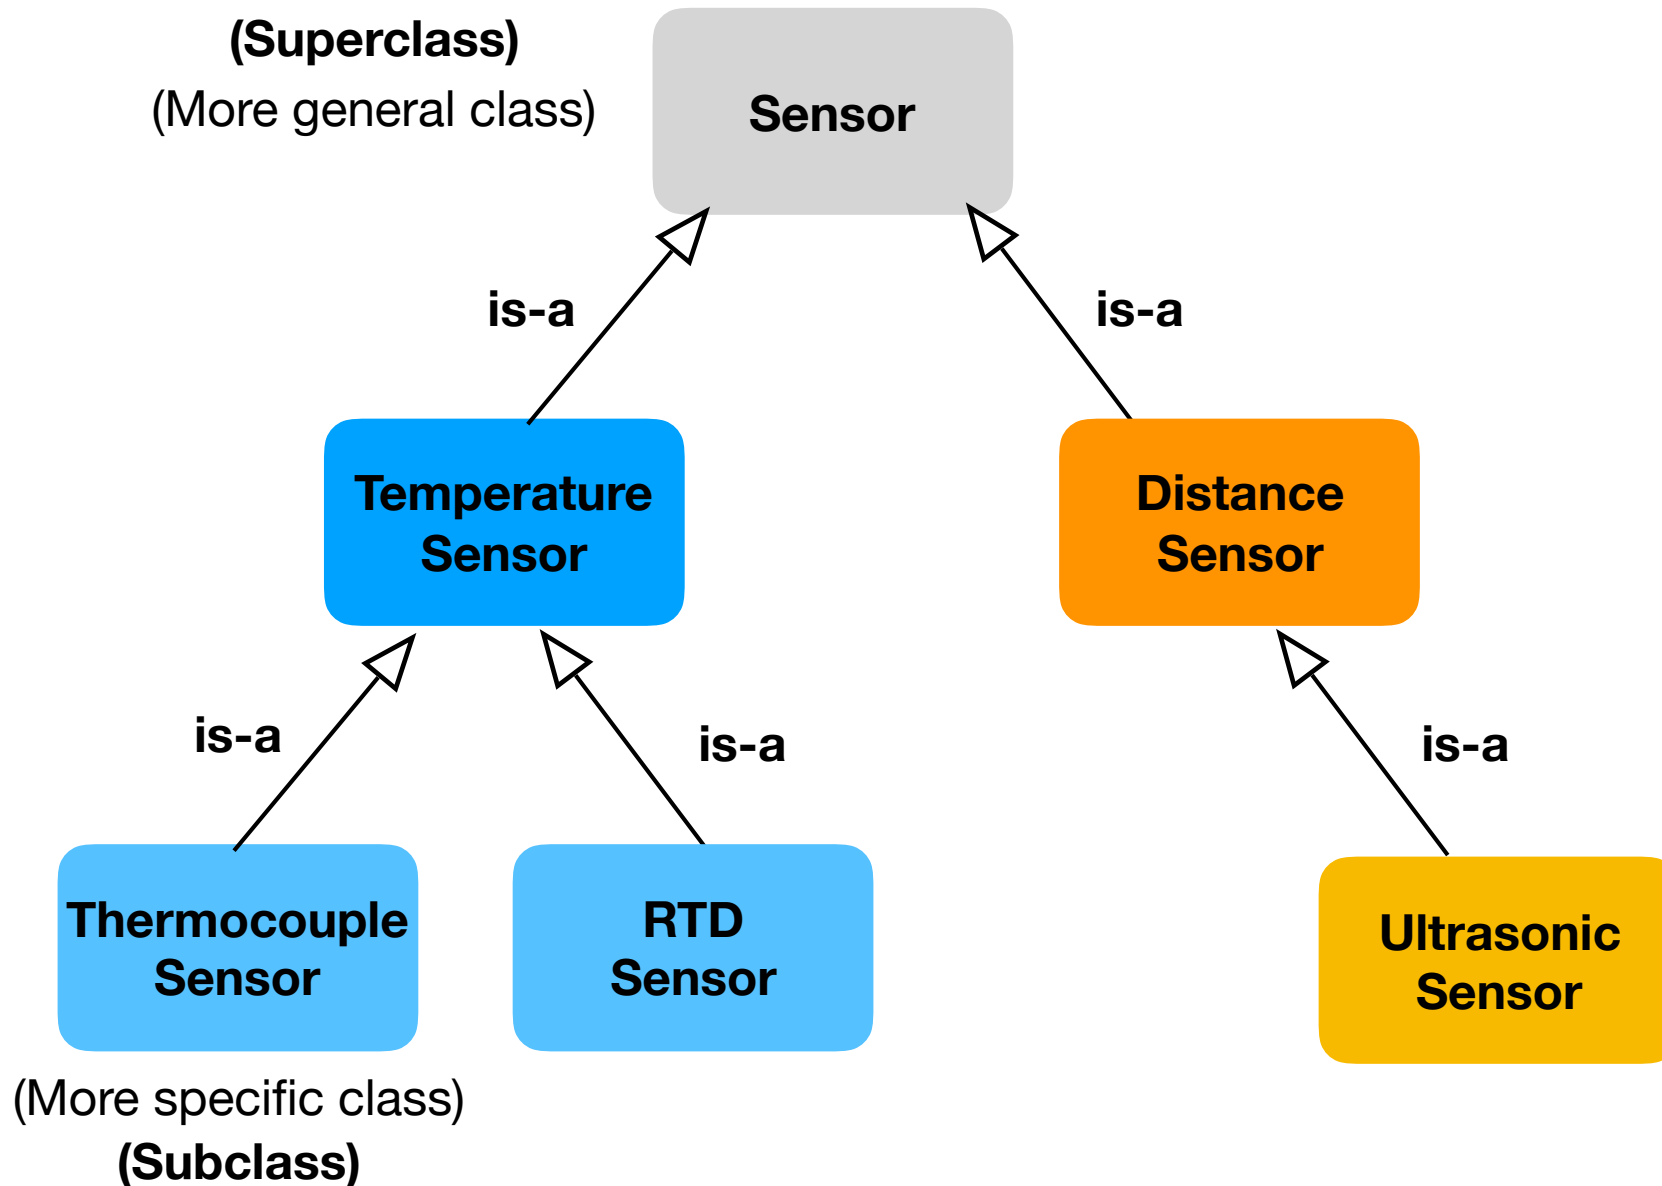 (Superclass)
(More general class)
Sensor
is-a
is-a
Temperature
Sensor
Distance
Sensor
is-a
is-a
is-a
Thermocouple
Sensor
RTD
Sensor
Ultrasonic
Sensor
(More specific class)
(Subclass)